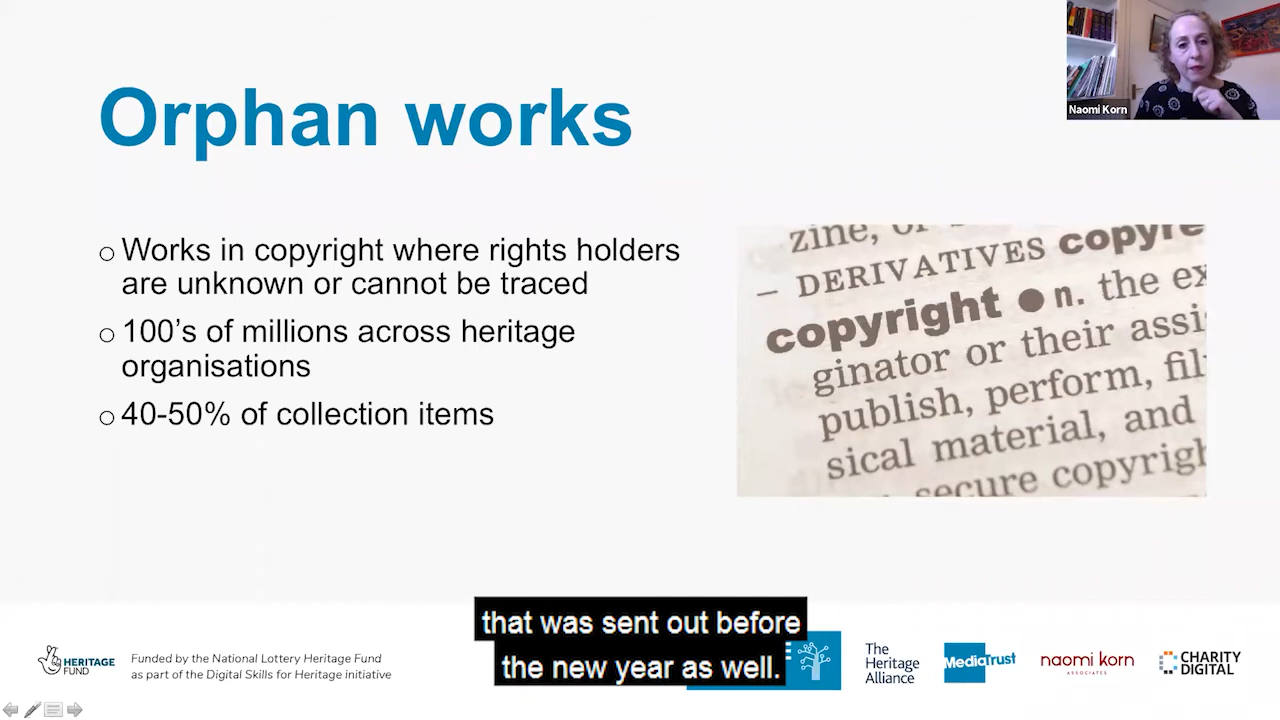 Orphan works
Naomi Korn
o Works in copyright where rights holders
are unknown or cannot be traced
o 100's of millions across heritage
organisations
o 40-50% of collection items
zine, or
– DERIVATIVES copyre
copyright ● n. the ex
ginator or their assi
publish, perform, fil
sical material, and
secure copyrigh
that was sent out before
the new year as well.
HERITAGE
FUND
Funded by the National Lottery Heritage Fund
as part of the Digital Skills for Heritage initiative
The
Heritage
Alliance
MediaTrust
naomi korn
ASSOCIATES
CHARITY
DIGITAL